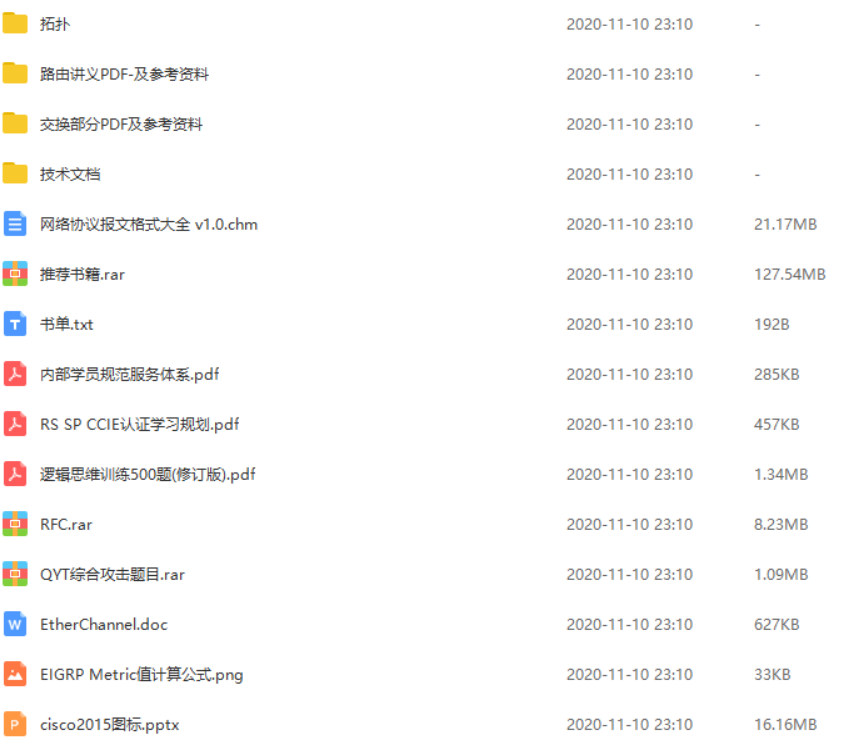 拓扑 2020-11-10 23:10 -
路由讲义PDF-及参考资料 2020-11-10 23:10 -
交换部分PDF及参考资料 2020-11-10 23:10 -
技术文档 2020-11-10 23:10 -
网络协议报文格式大全 v1.0.chm 2020-11-10 23:10 21.17MB
推荐书籍.rar 2020-11-10 23:10 127.54MB
书单.txt 2020-11-10 23:10 192B
内部学员规范服务体系.pdf 2020-11-10 23:10 285KB
RS SP CCIE认证学习规划.pdf 2020-11-10 23:10 457KB
逻辑思维训练500题(修订版).pdf 2020-11-10 23:10 1.34MB
RFC.rar 2020-11-10 23:10 8.23MB
QYT综合攻击题目.rar 2020-11-10 23:10 1.09MB
EtherChannel.doc 2020-11-10 23:10 627KB
EIGRP Metric值计算公式.png 2020-11-10 23:10 33KB
cisco2015图标.pptx 2020-11-10 23:10 16.16MB